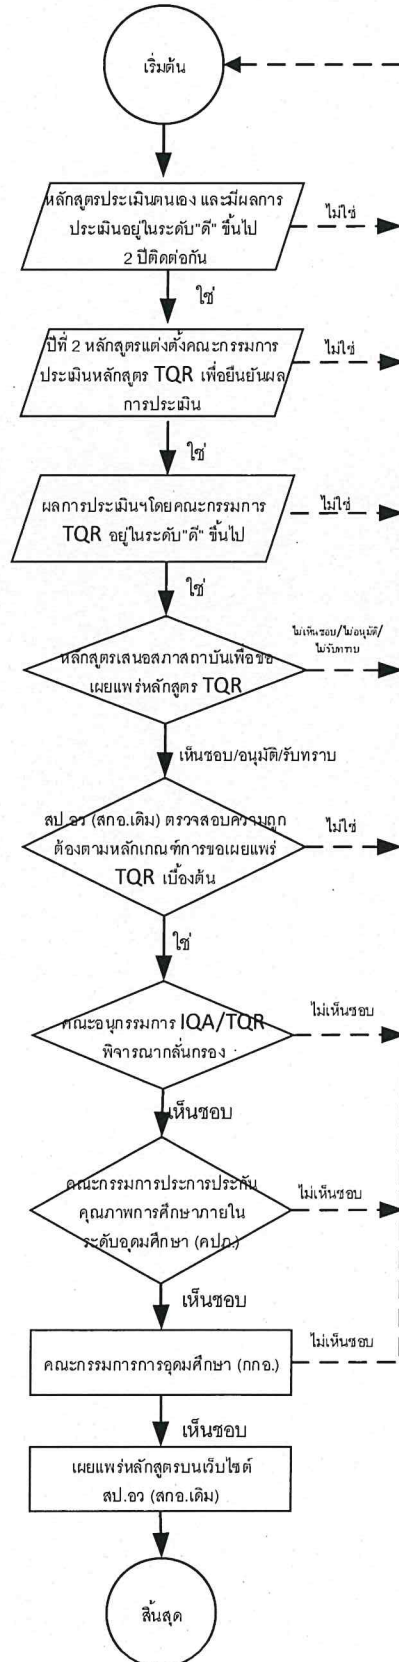 เริ่มต้น
หลักสูตรประเมินตนเอง และมีผลการ
ประเมินอยู่ในระดับ"ดี" ขึ้นไป
2 ปีติดต่อกัน
ไม่ใช่
ใช่
ปีที่ 2 หลักสูตรแต่งตั้งคณะกรรมการ
ประเมินหลักสูตร TQR เพื่อยืนยันผล
การประเมิน
ไม่ใช่
ใช่
ผลการประเมินฯโดยคณะกรรมการ
TQR อยู่ในระดับ"ดี" ขึ้นไป
ไม่ใช่
ใช่
หลักสูตรเสนอสภาสถาบันเพื่อขอ
เผยแพร่หลักสูตร TQR
ไม่เห็นชอบ/ไม่อนุมัติ/
ไม่รับทราบ
เห็นชอบ/อนุมัติ/รับทราบ
สป.อว (สกอ.เดิม) ตรวจสอบความถูก
ต้องตามหลักเกณฑ์การขอเผยแพร่
TQR เบื้องต้น
ไม่ใช่
ใช่
คณะอนุกรรมการ IQA/TQR
พิจารณากลั่นกรอง
ไม่เห็นชอบ
เห็นชอบ
คณะกรรมการประการประกัน
คุณภาพการศึกษาภายใน
ระดับอุดมศึกษา (คปภ.)
ไม่เห็นชอบ
เห็นชอบ
คณะกรรมการการอุดมศึกษา (กกอ.)
ไม่เห็นชอบ
เห็นชอบ
เผยแพร่หลักสูตรบนเว็บไซต์
สป.อว (สกอ.เดิม)
สิ้นสุด